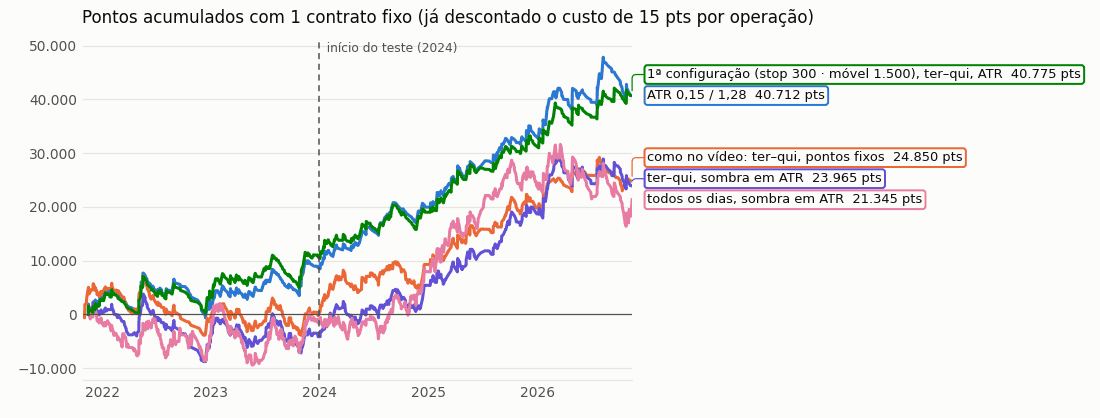 Pontos acumulados com 1 contrato fixo (já descontado o custo de 15 pts por operação)
50.000
início do teste (2024)
1ª configuração (stop 300 · móvel 1.500), ter–qui, ATR 40.775 pts
40.000
ATR 0,15 / 1,28 40.712 pts
30.000
como no vídeo: ter–qui, pontos fixos 24.850 pts
ter–qui, sombra em ATR 23.965 pts
20.000
todos os dias, sombra em ATR 21.345 pts
10.000
0
−10.000
2022 2023 2024 2025 2026